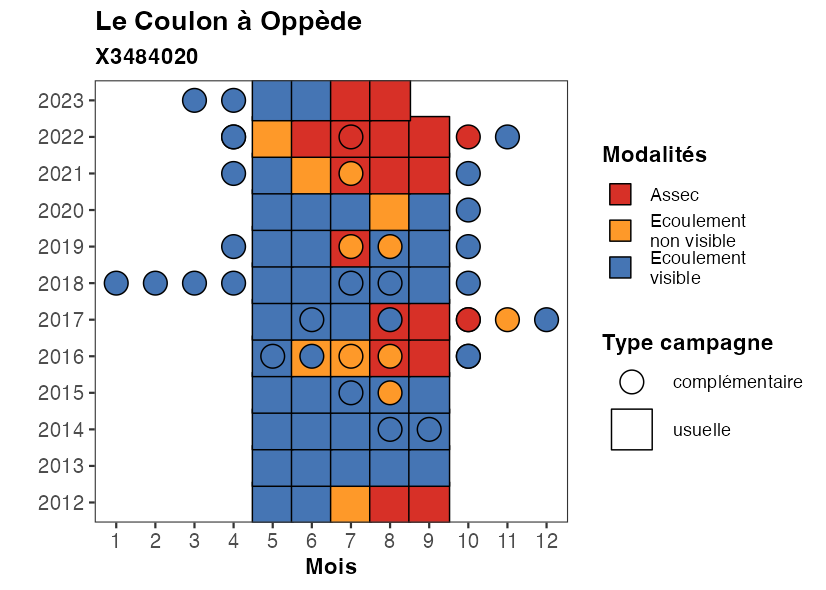 Le Coulon à Oppède
X3484020
2023
2022
2021
2020
2019
2018
2017
2016
2015
2014
2013
2012
1 2 3 4 5 6 7 8 9 10 11 12
Mois
Modalités
Assec
Ecoulement
non visible
Ecoulement
visible
Type campagne
complémentaire
usuelle